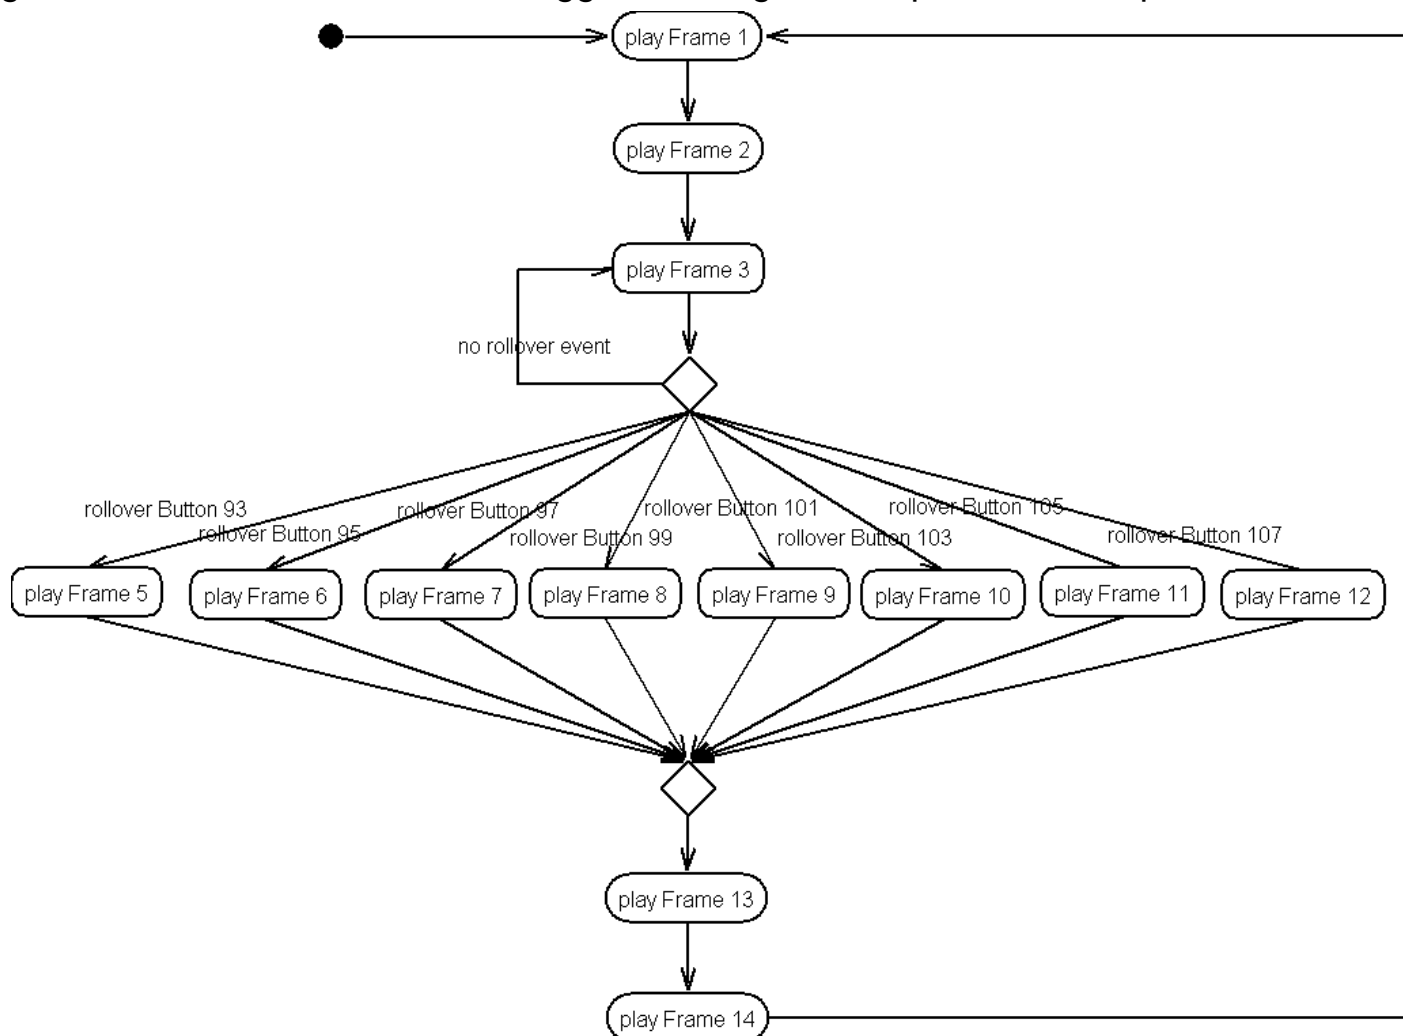 play Frame 1
play Frame 2
play Frame 3
no rollover event
rollover Button 93
rollover Button 95
rollover Button 97
rollover Button 99
rollover Button 101
rollover Button 103
rollover Button 105
rollover Button 107
play Frame 5
play Frame 6
play Frame 7
play Frame 8
play Frame 9
play Frame 10
play Frame 11
play Frame 12
play Frame 13
play Frame 14